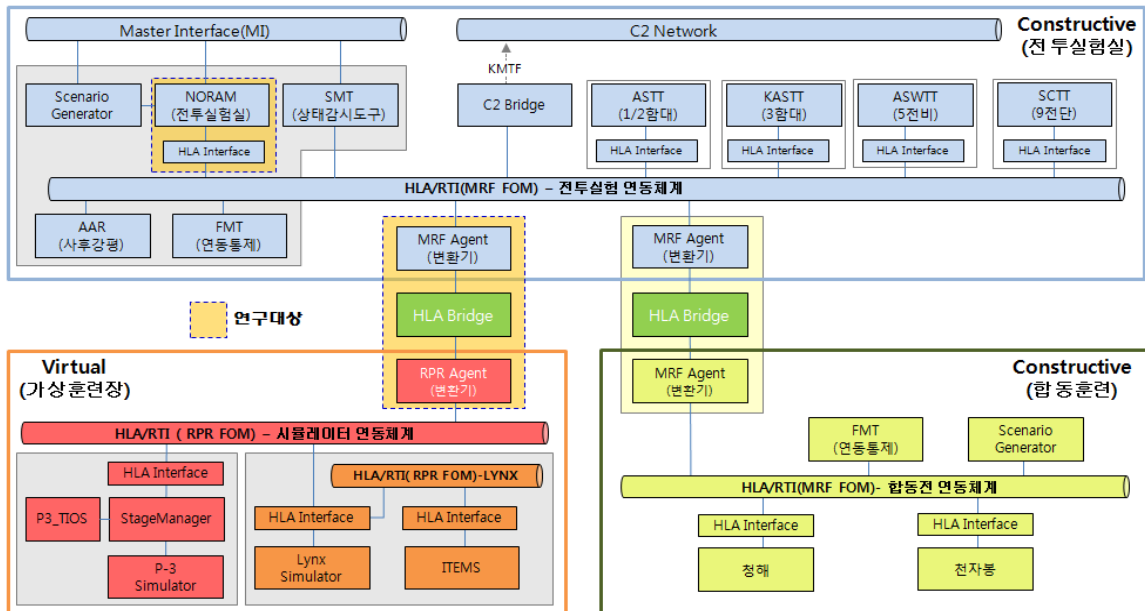 Master Interface(MI)
C2 Network
Constructive
(전투실험실)
KMTF
Scenario
Generator
NORAM
(전투실험실)
HLA Interface
SMT
(상태감시도구)
C2 Bridge
ASTT
(1/2함대)
HLA Interface
KASTT
(3함대)
HLA Interface
ASWTT
(5전비)
HLA Interface
SCTT
(9전단)
HLA Interface
HLA/RTI(MRF FOM) – 전투실험 연동체계
AAR
(사후강평)
FMT
(연동통제)
MRF Agent
(변환기)
MRF Agent
(변환기)
연구대상
HLA Bridge
HLA Bridge
Virtual
(가상훈련장)
RPR Agent
(변환기)
MRF Agent
(변환기)
Constructive
(합동훈련)
HLA/RTI ( RPR FOM) – 시뮬레이터 연동체계
HLA Interface
P3_TIOS
StageManager
P-3
Simulator
HLA/RTI(RPR FOM)-LYNX
HLA Interface
HLA Interface
Lynx
Simulator
ITEMS
FMT
(연동통제)
Scenario
Generator
HLA/RTI(MRF FOM)- 합동전 연동체계
HLA Interface
HLA Interface
청해
천자봉